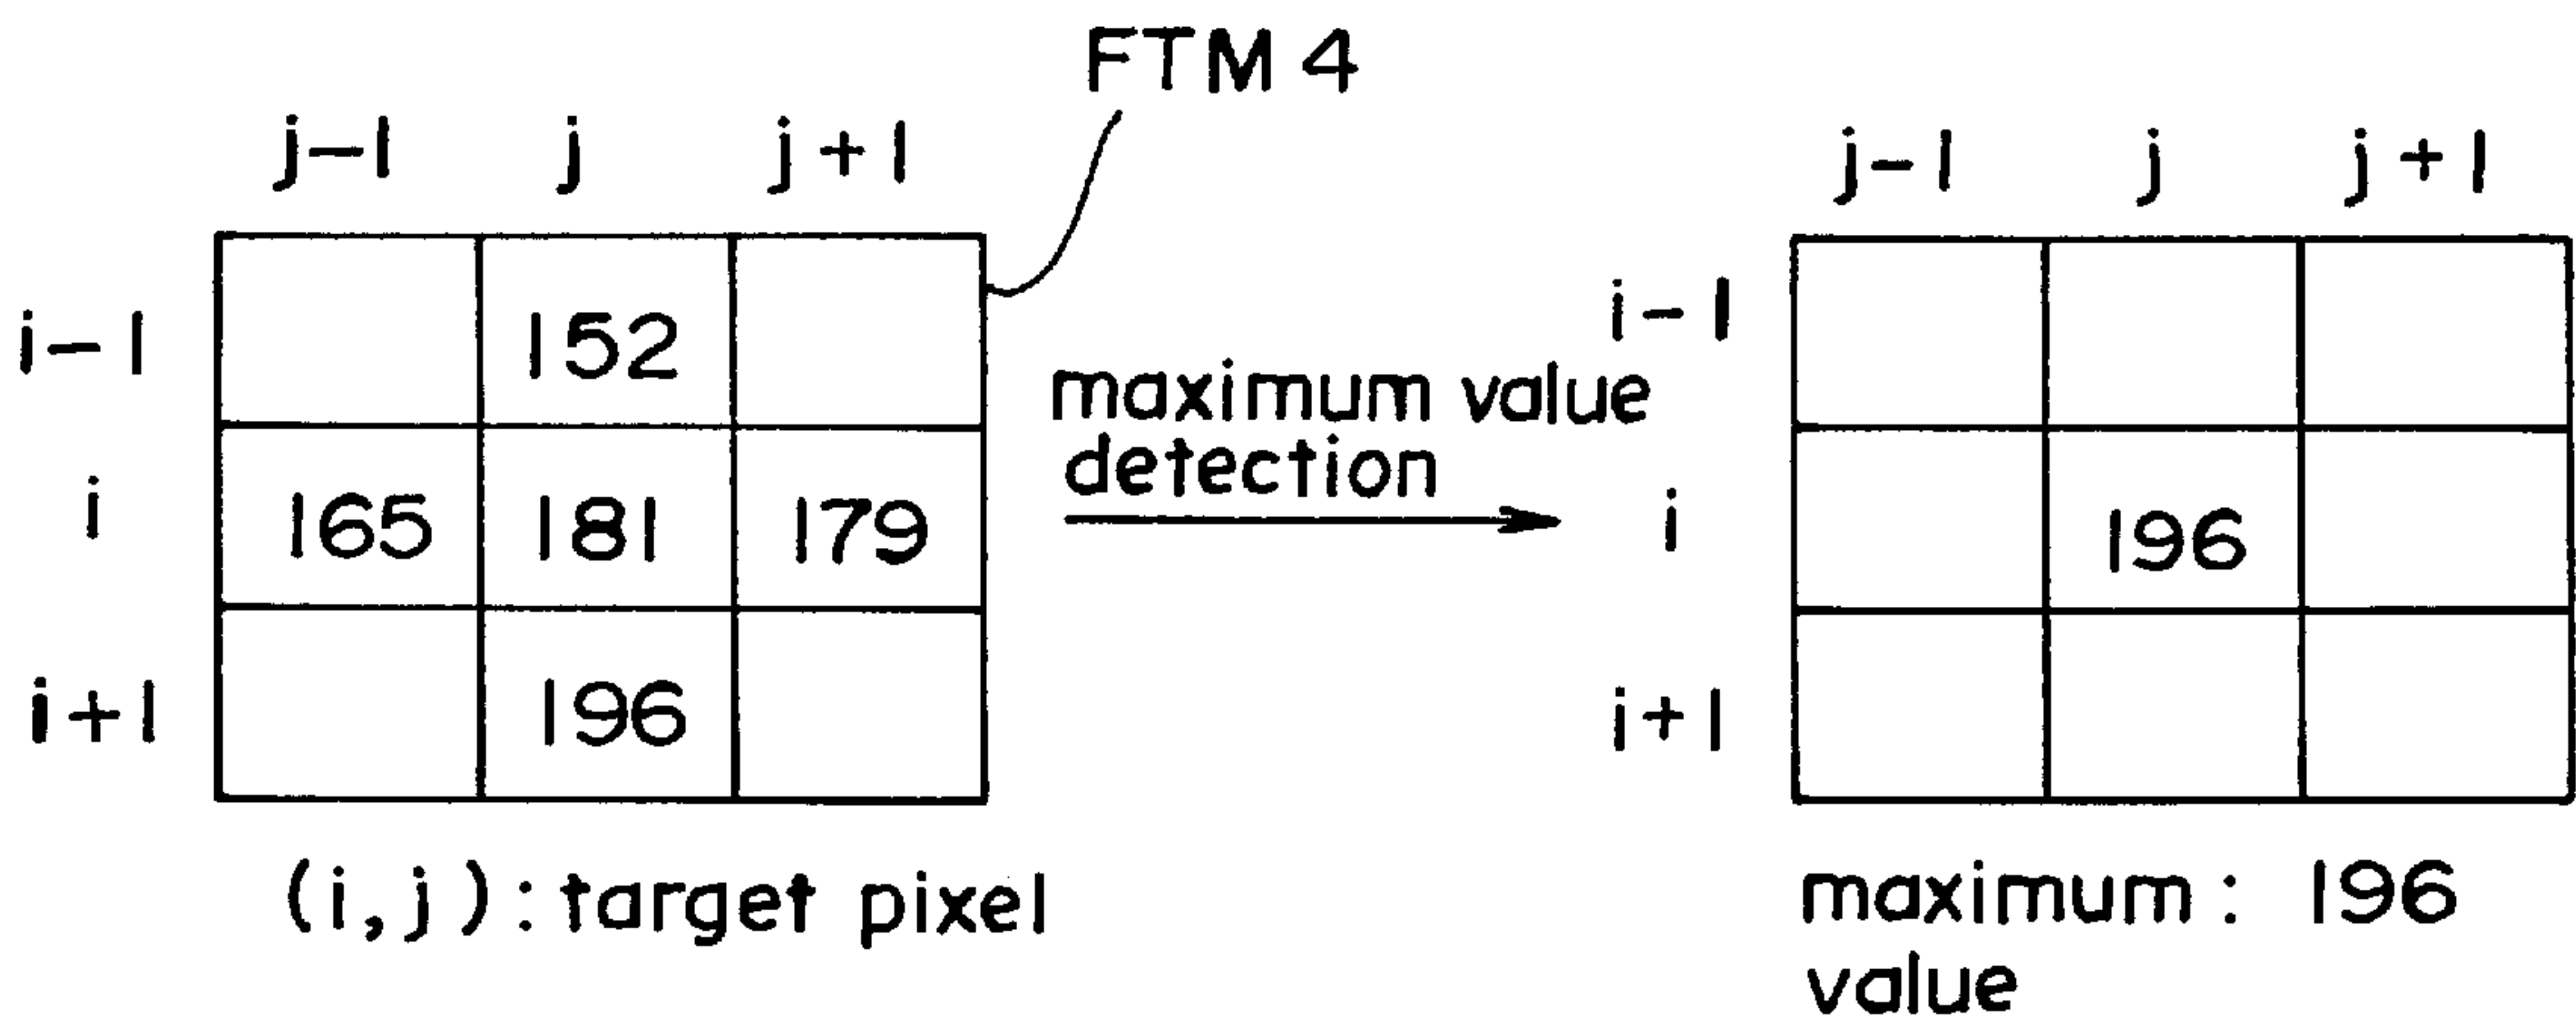 FTM 4
j-1 j j+1
i-1 152
i 165 181 179
i+1 196
(i,j): target pixel
maximum value
detection
j-1 j j+1
i-1
i 196
i+1
maximum: 196
value